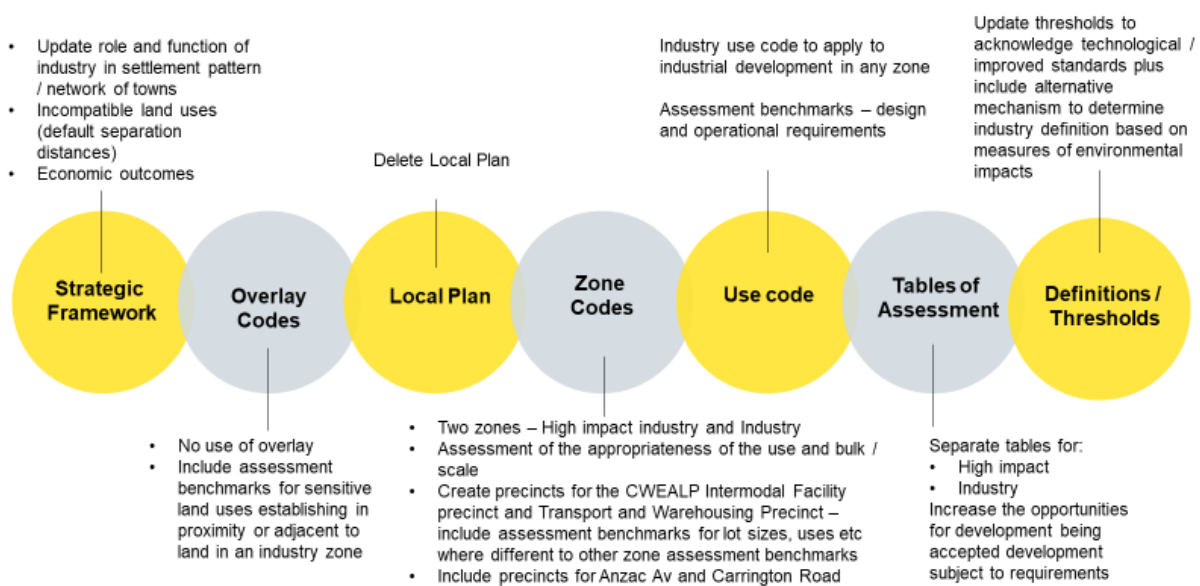 • Update role and function of
industry in settlement pattern
/ network of towns
• Incompatible land uses
(default separation
distances)
• Economic outcomes
Delete Local Plan
Industry use code to apply to
industrial development in any zone
Assessment benchmarks – design
and operational requirements
Update thresholds to
acknowledge technological /
improved standards plus
include alternative
mechanism to determine
industry definition based on
measures of environmental
impacts
Strategic
Framework
Overlay
Codes
Local Plan
Zone
Codes
Use code
Tables of
Assessment
Definitions /
Thresholds
• No use of overlay
• Include assessment
benchmarks for sensitive
land uses establishing in
proximity or adjacent to
land in an industry zone
• Two zones – High impact industry and Industry
• Assessment of the appropriateness of the use and bulk /
scale
• Create precincts for the CWEALP Intermodal Facility
precinct and Transport and Warehousing Precinct –
include assessment benchmarks for lot sizes, uses etc
where different to other zone assessment benchmarks
• Include precincts for Anzac Av and Carrington Road
Separate tables for:
• High impact
• Industry
Increase the opportunities
for development being
accepted development
subject to requirements